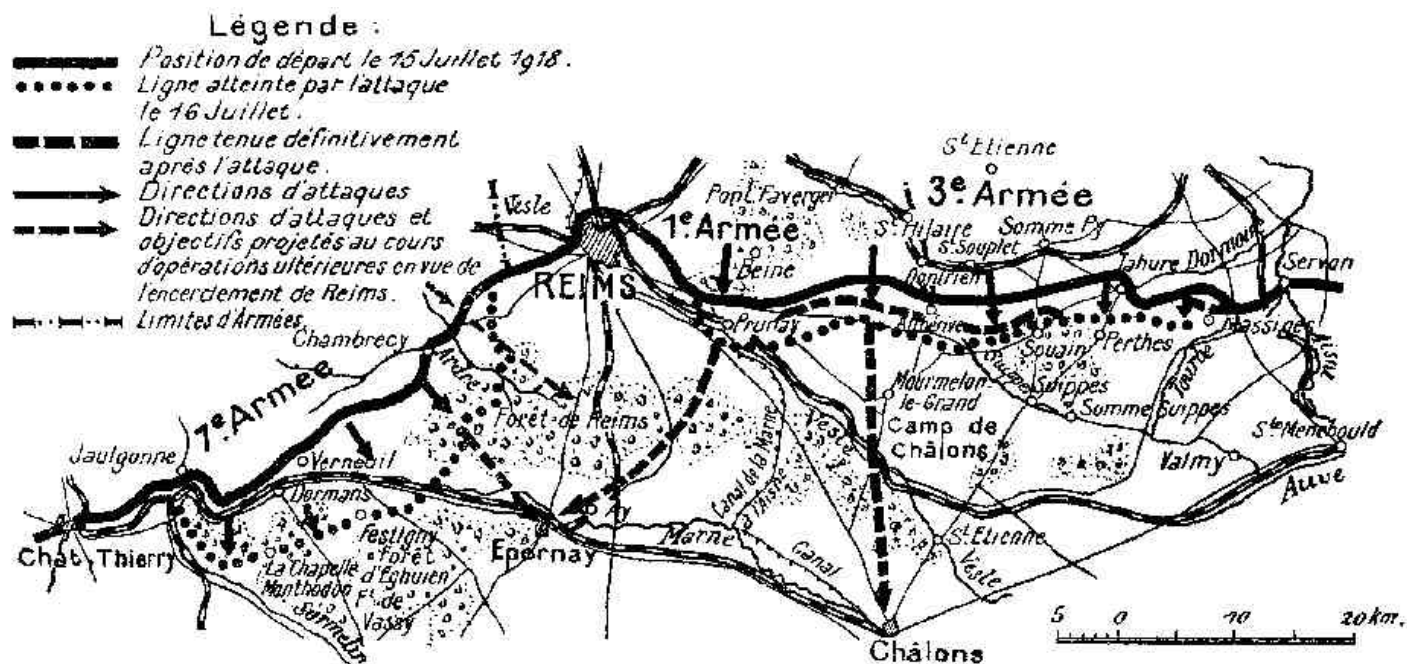 Légende :
Position de départ le 15 Juillet 1918.
Ligne atteinte par l'attaque
le 16 Juillet.
Ligne tenue définitivement
après l'attaque.
Directions d'attaques
Directions d'attaques et
objectifs projetés au cours
d'opérations ultérieures en vue de
l'encerclement de Reims.
Limites d'Armées
St Etienne
3e Armée
Pont Faverger
Vesle
1e Armée
St Hilaire
Somme Py
St Souplet
Beine
Dontrien
Tahure
Dormoise
Servon
REIMS
Prunay
Auberive
Massiges
Chambrecy
Ardre
Souain
Perthes
Tourbe
Aisne
7e Armée
Suippe
Suippes
Mourmelon-
le-Grand
Somme Suippes
Forêt de Reims
Camp de
Châlons
Ste Menehould
Valmy
Jaulgonne
Verneuil
Vesle
Auve
Dormans
Canal de la Marne
à l'Aisne
Ay
Chât. Thierry
Festigny
Epernay
Marne
St Etienne
La Chapelle
Monthodon
Forêt
d'Enghien
Ft de
Vassy
Canal
Vesle
Surmelin
Châlons
5 0 10 20 km.